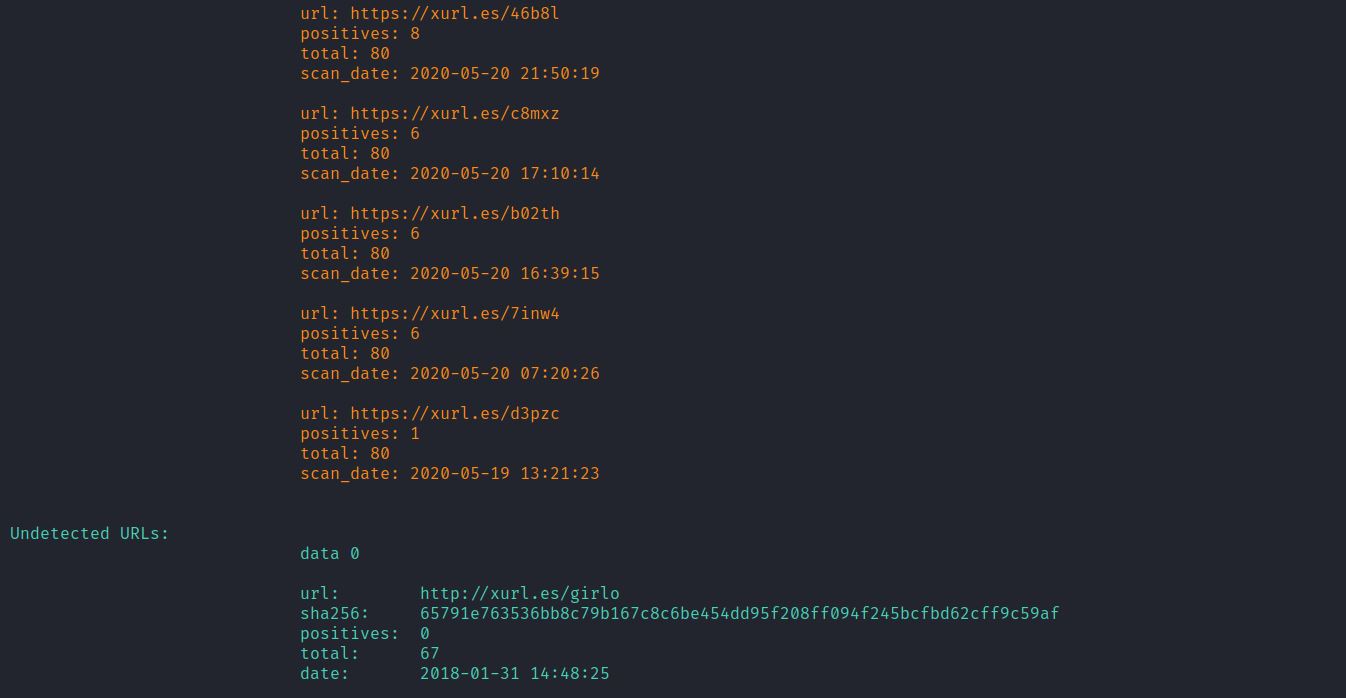 url: https://xurl.es/46b8l
positives: 8
total: 80
scan_date: 2020-05-20 21:50:19
url: https://xurl.es/c8mxz
positives: 6
total: 80
scan_date: 2020-05-20 17:10:14
url: https://xurl.es/b02th
positives: 6
total: 80
scan_date: 2020-05-20 16:39:15
url: https://xurl.es/7inw4
positives: 6
total: 80
scan_date: 2020-05-20 07:20:26
url: https://xurl.es/d3pzc
positives: 1
total: 80
scan_date: 2020-05-19 13:21:23
Undetected URLs:
data 0
url: http://xurl.es/girlo
sha256: 65791e763536bb8c79b167c8c6be454dd95f208ff094f245bcfbd62cff9c59af
positives: 0
total: 67
date: 2018-01-31 14:48:25